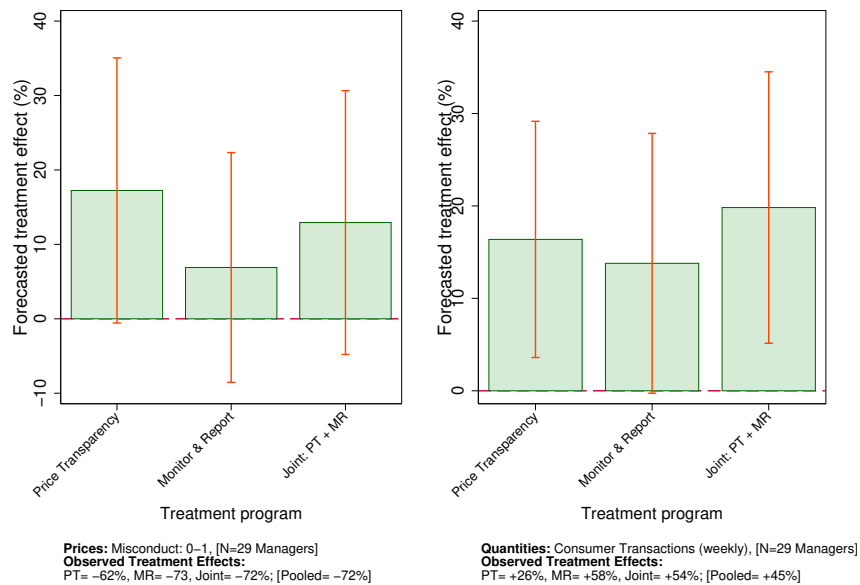 Forecasted treatment effect (%)
40
30
20
10
0
−10
Price Transparency
Monitor & Report
Joint: PT + MR
Treatment program
Prices: Misconduct: 0−1, [N=29 Managers]
Observed Treatment Effects:
PT= −62%, MR= −73, Joint= −72%; [Pooled= −72%]
Forecasted treatment effect (%)
40
30
20
10
0
Price Transparency
Monitor & Report
Joint: PT + MR
Treatment program
Quantities: Consumer Transactions (weekly), [N=29 Managers]
Observed Treatment Effects:
PT= +26%, MR= +58%, Joint= +54%; [Pooled= +45%]